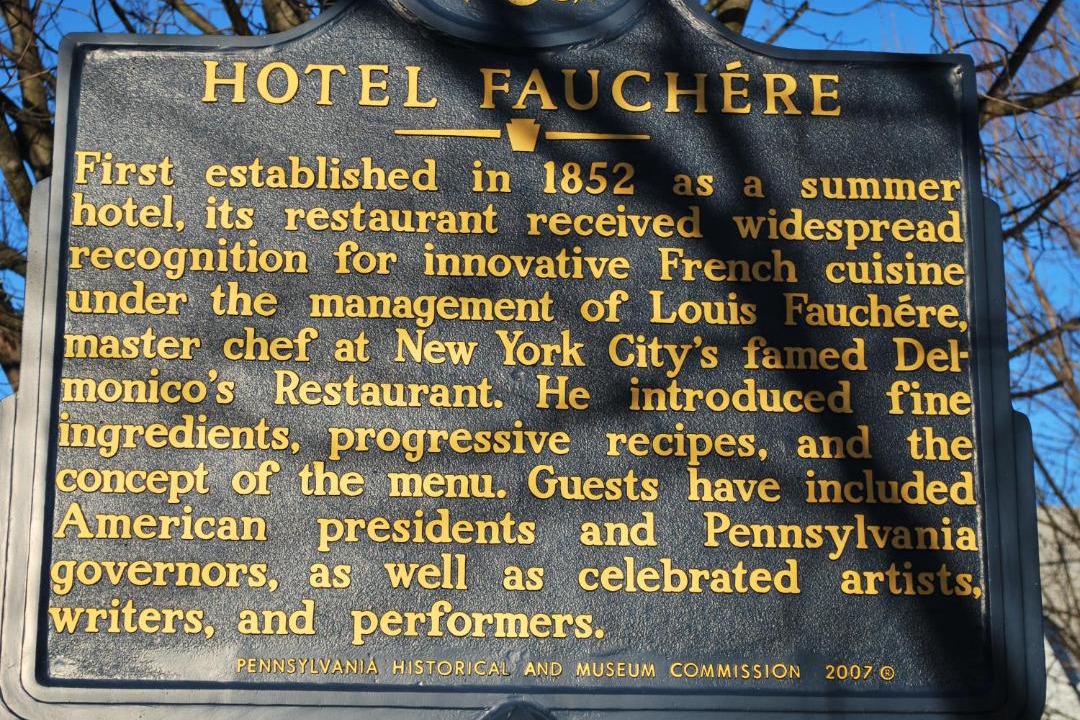 HOTEL FAUCHÉRE
First established in 1852 as a summer
hotel, its restaurant received widespread
recognition for innovative French cuisine
under the management of Louis Fauchére,
master chef at New York City's famed Del-
monico's Restaurant. He introduced fine
ingredients, progressive recipes, and the
concept of the menu. Guests have included
American presidents and Pennsylvania
governors, as well as celebrated artists,
writers, and performers.
PENNSYLVANIA HISTORICAL AND MUSEUM COMMISSION 2007 ®